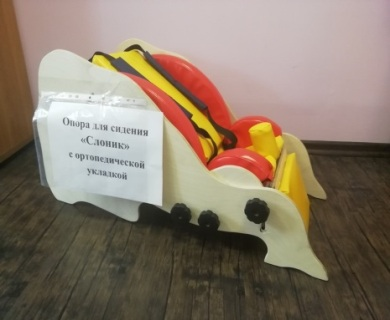 Опора для сидения
«Слоник»
с ортопедической
укладкой